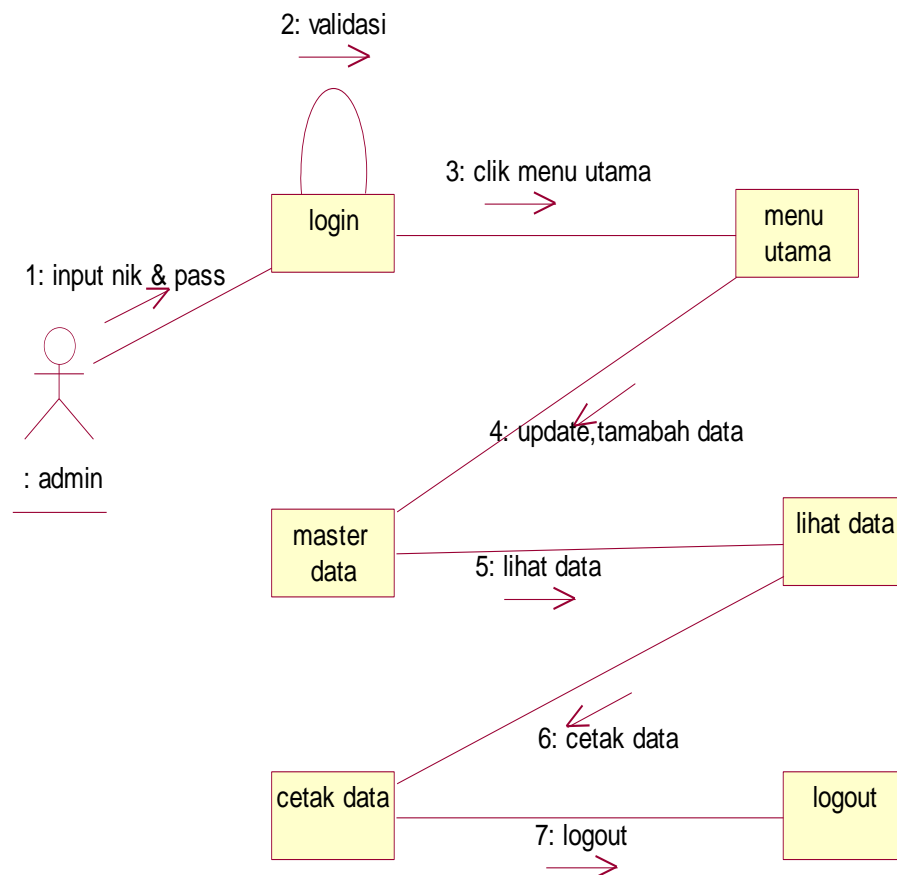 2: validasi
3: clik menu utama
login
menu
utama
1: input nik & pass
4: update,tamabah data
: admin
master
data
lihat data
5: lihat data
6: cetak data
cetak data
logout
7: logout